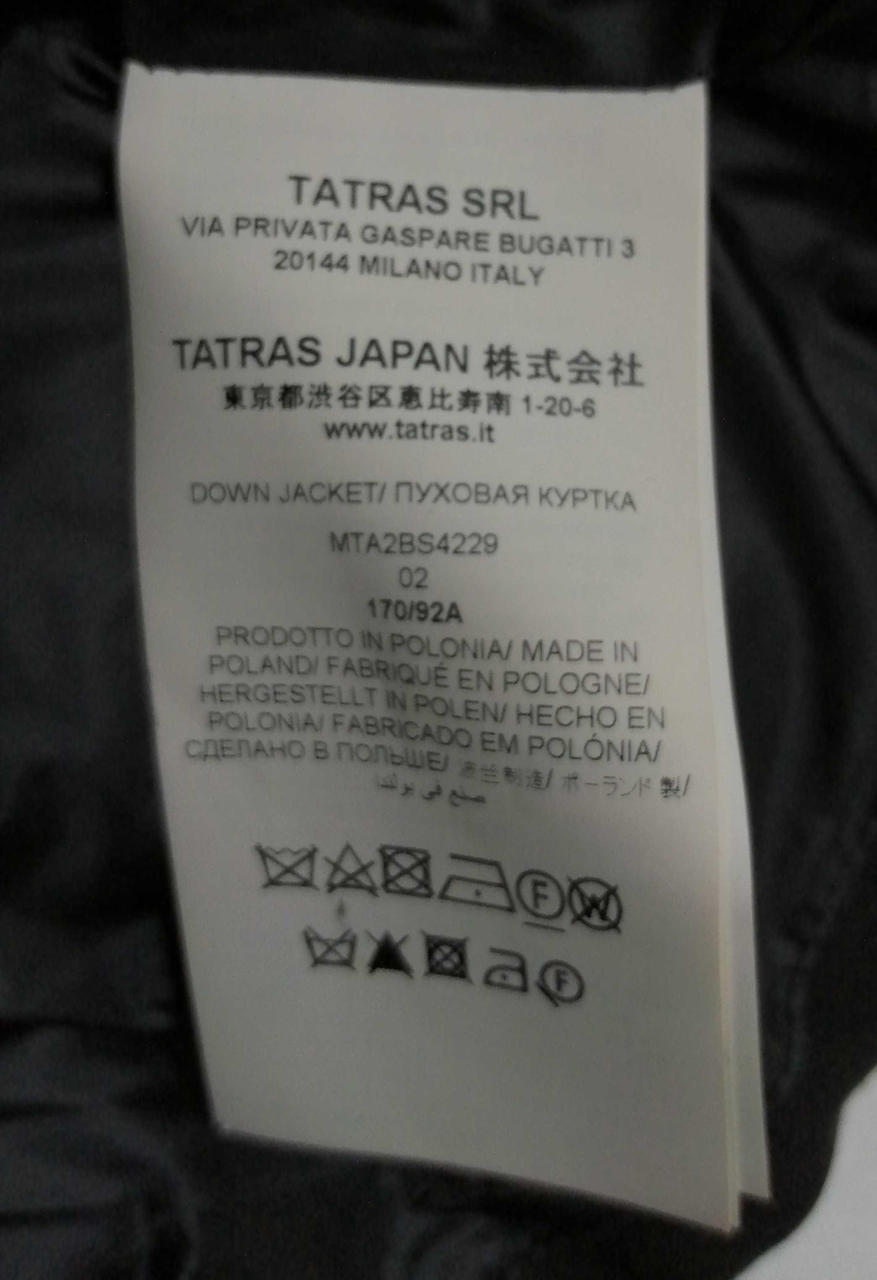 TATRAS SRL
VIA PRIVATA GASPARE BUGATTI 3
20144 MILANO ITALY
TATRAS JAPAN 株式会社
東京都渋谷区恵比寿南 1-20-6
www.tatras.it
DOWN JACKET/ ПУХОВАЯ КУРТКА
MTA2BS4229
02
170/92A
PRODOTTO IN POLONIA/ MADE IN
POLAND/ FABRIQUÉ EN POLOGNE/
HERGESTELLT IN POLEN/ HECHO EN
POLONIA/ FABRICADO EM POLÓNIA/
СДЕЛАНО В ПОЛЬШЕ/ 波兰制造/ ポーランド 製/
صنع في بولندا
F W
F